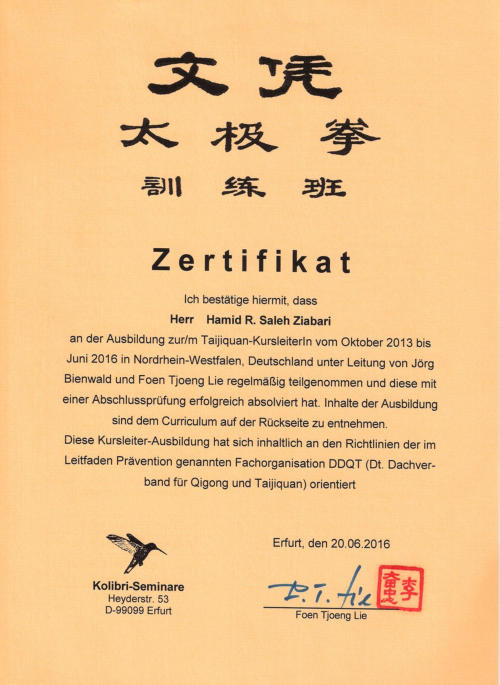 文凭
太极拳
訓练班
Zertifikat
Ich bestätige hiermit, dass
Herr Hamid R. Saleh Ziabari
an der Ausbildung zur/m Taijiquan-KursleiterIn vom Oktober 2013 bis
Juni 2016 in Nordrhein-Westfalen, Deutschland unter Leitung von Jörg
Bienwald und Foen Tjoeng Lie regelmäßig teilgenommen und diese mit
einer Abschlussprüfung erfolgreich absolviert hat. Inhalte der Ausbildung
sind dem Curriculum auf der Rückseite zu entnehmen.
Diese Kursleiter-Ausbildung hat sich inhaltlich an den Richtlinien der im
Leitfaden Prävention genannten Fachorganisation DDQT (Dt. Dachver-
band für Qigong und Taijiquan) orientiert
Erfurt, den 20.06.2016
Kolibri-Seminare
Heyderstr. 53
D-99099 Erfurt
P.T. Lie
Foen Tjoeng Lie